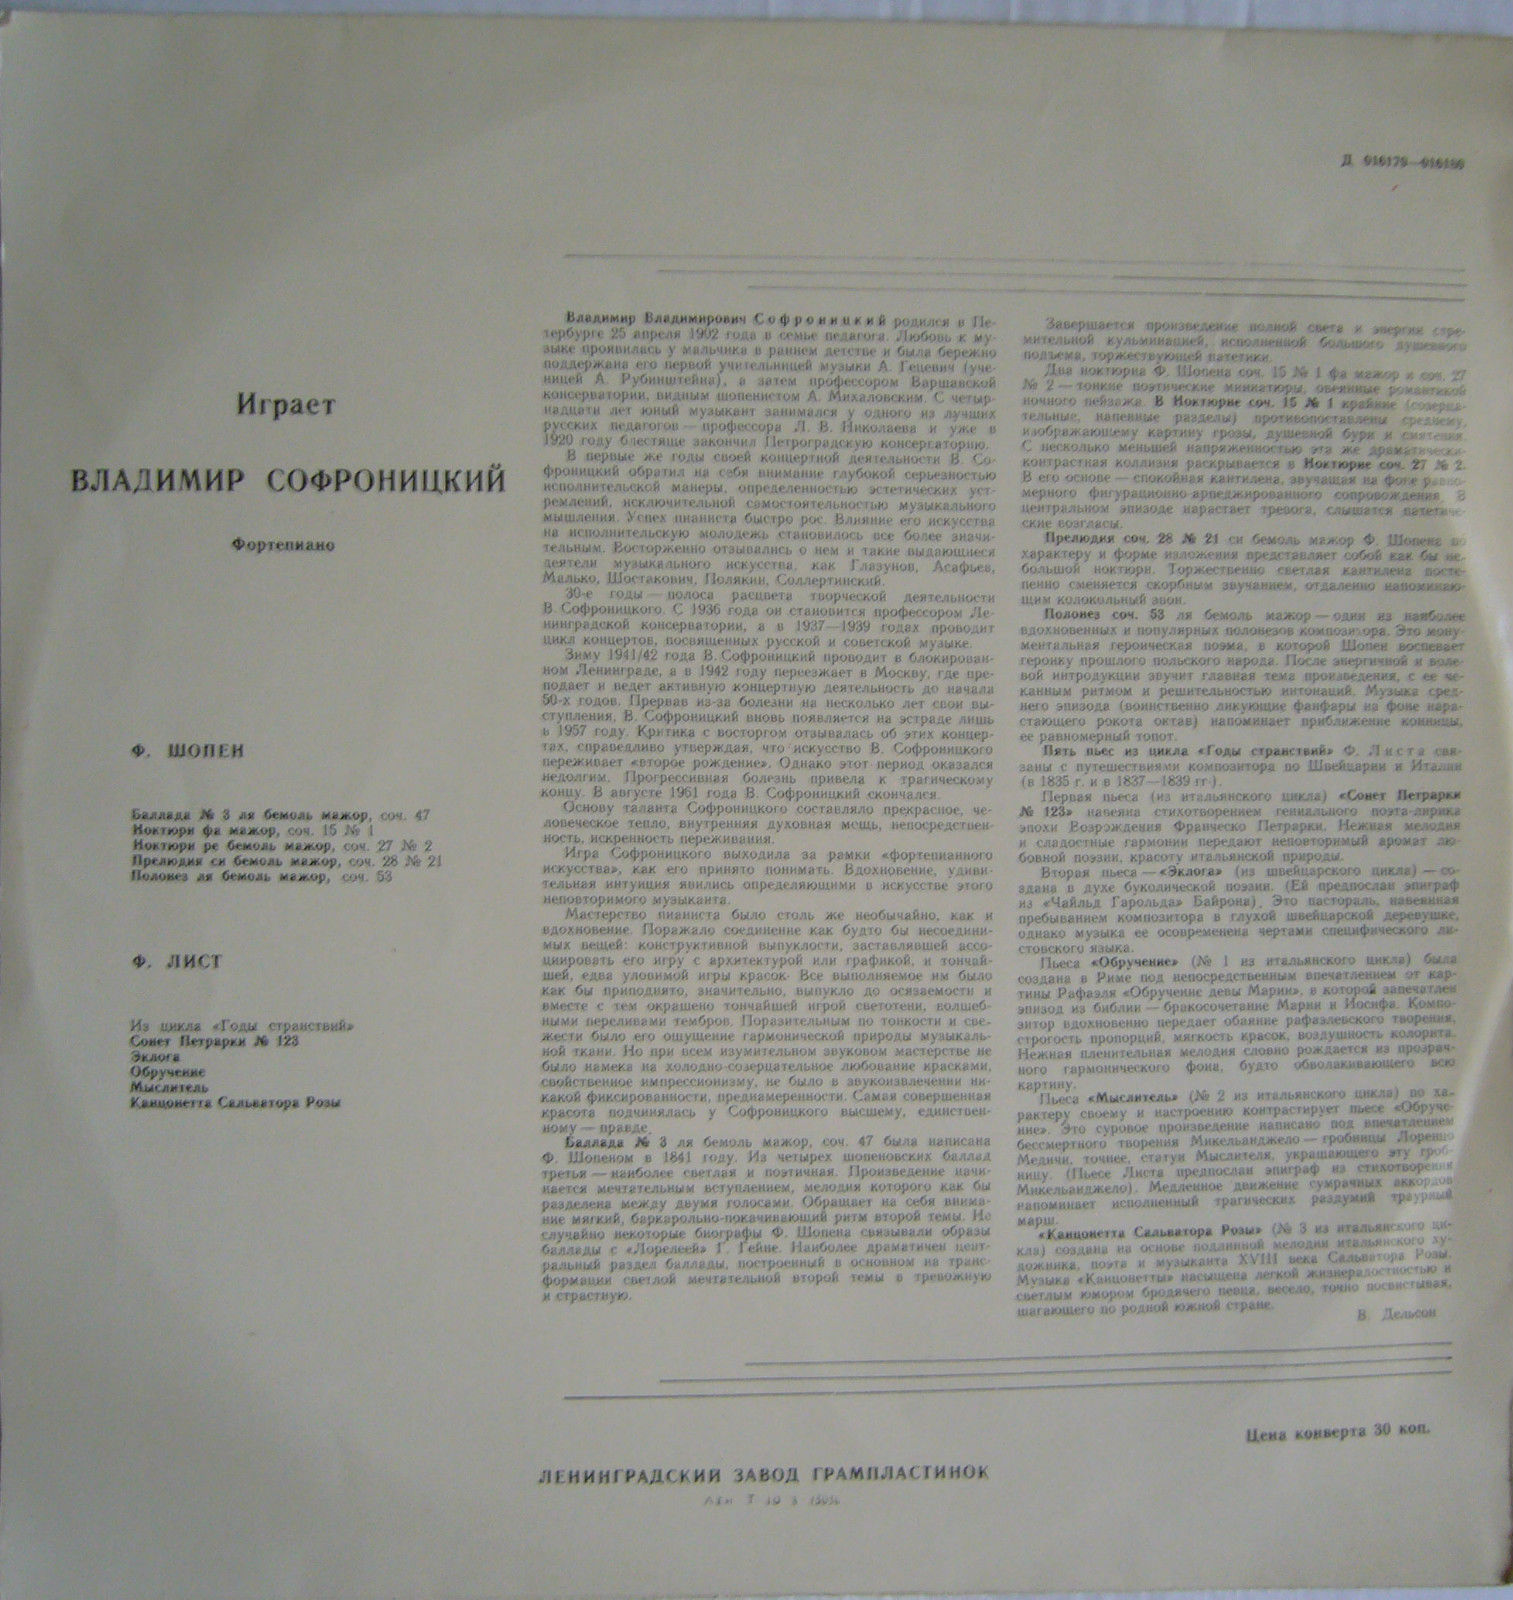 Д 016179—016180
Играет
ВЛАДИМИР СОФРОНИЦКИЙ
Фортепиано
Ф. ШОПЕН
Баллада № 3 ля бемоль мажор, соч. 47
Ноктюрн фа мажор, соч. 15 № 1
Ноктюрн ре бемоль мажор, соч. 27 № 2
Прелюдия си бемоль мажор, соч. 28 № 21
Полонез ля бемоль мажор, соч. 53
Ф. ЛИСТ
Из цикла «Годы странствий»
Сонет Петрарки № 123
Эклога
Обручение
Мыслитель
Канцонетта Сальватора Розы
Владимир Владимирович Софроницкий родился в Пе-
тербурге 25 апреля 1902 года в семье педагога. Любовь к му-
зыке проявилась у мальчика в раннем детстве и была бережно
поддержана его первой учительницей музыки А. Гецевич (уче-
ницей А. Рубинштейна), а затем профессором Варшавской
консерватории, видным шопенистом А. Михаловским. С четыр-
надцати лет юный музыкант занимался у одного из лучших
русских педагогов — профессора Л. В. Николаева и уже в
1920 году блестяще закончил Петроградскую консерваторию.
В первые же годы своей концертной деятельности В. Со-
фроницкий обратил на себя внимание глубокой серьезностью
исполнительской манеры, определенностью эстетических уст-
ремлений, исключительной самостоятельностью музыкального
мышления. Успех пианиста быстро рос. Влияние его искусства
на исполнительскую молодежь становилось все более значи-
тельным. Восторженно отзывались о нем и такие выдающиеся
деятели музыкального искусства, как Глазунов, Асафьев,
Малько, Шостакович, Полякин, Соллертинский.
30-е годы — полоса расцвета творческой деятельности
В. Софроницкого. С 1936 года он становится профессором Ле-
нинградской консерватории, а в 1937—1939 годах проводит
цикл концертов, посвященных русской и советской музыке.
Зиму 1941/42 года В. Софроницкий проводит в блокирован-
ном Ленинграде, а в 1942 году переезжает в Москву, где пре-
подает и ведет активную концертную деятельность до начала
50-х годов. Прервав из-за болезни на несколько лет свои вы-
ступления, В. Софроницкий вновь появляется на эстраде лишь
в 1957 году. Критика с восторгом отзывалась об этих концер-
тах, справедливо утверждая, что искусство В. Софроницкого
переживает «второе рождение». Однако этот период оказался
недолгим. Прогрессивная болезнь привела к трагическому
концу. В августе 1961 года В. Софроницкий скончался.
Основу таланта Софроницкого составляло прекрасное, че-
ловеческое тепло, внутренняя духовная мощь, непосредствен-
ность, искренность переживания.
Игра Софроницкого выходила за рамки «фортепианного
искусства», как его принято понимать. Вдохновение, удиви-
тельная интуиция явились определяющими в искусстве этого
неповторимого музыканта.
Мастерство пианиста было столь же необычайно, как и
вдохновение. Поражало соединение как будто бы несоедини-
мых вещей: конструктивной выпуклости, заставлявшей ассо-
циировать его игру с архитектурой или графикой, и тончай-
шей, едва уловимой игры красок. Все выполняемое им было
как бы приподнято, значительно, выпукло до осязаемости и
вместе с тем окрашено тончайшей игрой светотени, волшеб-
ными переливами тембров. Поразительным по тонкости и све-
жести было его ощущение гармонической природы музыкаль-
ной ткани. Но при всем изумительном звуковом мастерстве не
было намека на холодно-созерцательное любование красками,
свойственное импрессионизму, не было в звукоизвлечении ни-
какой фиксированности, преднамеренности. Самая совершенная
красота подчинялась у Софроницкого высшему, единствен-
ному — правде.
Баллада № 3 ля бемоль мажор, соч. 47 была написана
Ф. Шопеном в 1841 году. Из четырех шопеновских баллад
третья — наиболее светлая и поэтичная. Произведение начи-
нается мечтательным вступлением, мелодия которого как бы
разделена между двумя голосами. Обращает на себя внима-
ние мягкий, баркарольно-покачивающий ритм второй темы. Не
случайно некоторые биографы Ф. Шопена связывали образы
баллады с «Лорелеей» Г. Гейне. Наиболее драматичен цент-
ральный раздел баллады, построенный в основном на транс-
формации светлой мечтательной второй темы в тревожную
и страстную.
Завершается произведение полной света и энергии стре-
мительной кульминацией, исполненной большого душевного
подъема, торжествующей патетики.
Два ноктюрна Ф. Шопена соч. 15 № 1 фа мажор и соч. 27
№ 2 — тонкие поэтические миниатюры, овеянные романтикой
ночного пейзажа. В Ноктюрне соч. 15 № 1 крайние (созерца-
тельные, напевные разделы) противопоставлены среднему,
изображающему картину грозы, душевной бури и смятения.
С несколько меньшей напряженностью эта же драматически-
контрастная коллизия раскрывается в Ноктюрне соч. 27 № 2.
В его основе — спокойная кантилена, звучащая на фоне равно-
мерного фигурационно-арпеджированного сопровождения. В
центральном эпизоде нарастает тревога, слышатся патетиче-
ские возгласы.
Прелюдия соч. 28 № 21 си бемоль мажор Ф. Шопена по
характеру и форме изложения представляет собой как бы не-
большой ноктюрн. Торжественно светлая кантилена посте-
пенно сменяется скорбным звучанием, отдаленно напоминаю-
щим колокольный звон.
Полонез соч. 53 ля бемоль мажор — один из наиболее
вдохновенных и популярных полонезов композитора. Это мону-
ментальная героическая поэма, в которой Шопен воспевает
героику прошлого польского народа. После энергичной и воле-
вой интродукции звучит главная тема произведения, с ее че-
канным ритмом и решительностью интонаций. Музыка сред-
него эпизода (воинственно ликующие фанфары на фоне нара-
стающего рокота октав) напоминает приближение конницы,
ее равномерный топот.
Пять пьес из цикла «Годы странствий» Ф. Листа свя-
заны с путешествиями композитора по Швейцарии и Италии
(в 1835 г. и в 1837—1839 гг.).
Первая пьеса (из итальянского цикла) «Сонет Петрарки
№ 123» навеяна стихотворением гениального поэта-лирика
эпохи Возрождения Франческо Петрарки. Нежная мелодия
и сладостные гармонии передают неповторимый аромат лю-
бовной поэзии, красоту итальянской природы.
Вторая пьеса — «Эклога» (из швейцарского цикла) — со-
здана в духе буколической поэзии. (Ей предпослан эпиграф
из «Чайльд Гарольда» Байрона). Это пастораль, навеянная
пребыванием композитора в глухой швейцарской деревушке,
однако музыка ее осовременена чертами специфического ли-
стовского языка.
Пьеса «Обручение» (№ 1 из итальянского цикла) была
создана в Риме под непосредственным впечатлением от кар-
тины Рафаэля «Обручение девы Марии», в которой запечатлен
эпизод из библии — бракосочетание Марии и Иосифа. Компо-
зитор вдохновенно передает обаяние рафаэлевского творения,
строгость пропорций, мягкость красок, воздушность колорита.
Нежная пленительная мелодия словно рождается из прозрач-
ного гармонического фона, будто обволакивающего всю
картину.
Пьеса «Мыслитель» (№ 2 из итальянского цикла) по ха-
рактеру своему и настроению контрастирует пьесе «Обруче-
ние». Это суровое произведение написано под впечатлением
бессмертного творения Микельанджело — гробницы Лоренцо
Медичи, точнее, статуи Мыслителя, украшающего эту гроб-
ницу. (Пьесе Листа предпослан эпиграф из стихотворения
Микельанджело). Медленное движение сумрачных аккордов
напоминает исполненный трагических раздумий траурный
марш.
«Канцонетта Сальватора Розы» (№ 3 из итальянского ци-
кла) создана на основе подлинной мелодии итальянского ху-
дожника, поэта и музыканта XVIII века Сальватора Розы.
Музыка «Канцонетты» насыщена легкой жизнерадостностью и
светлым юмором бродячего певца, весело, точно посвистывая,
шагающего по родной южной стране.
В. Дельсон
Цена конверта 30 коп.
ЛЕНИНГРАДСКИЙ ЗАВОД ГРАМПЛАСТИНОК